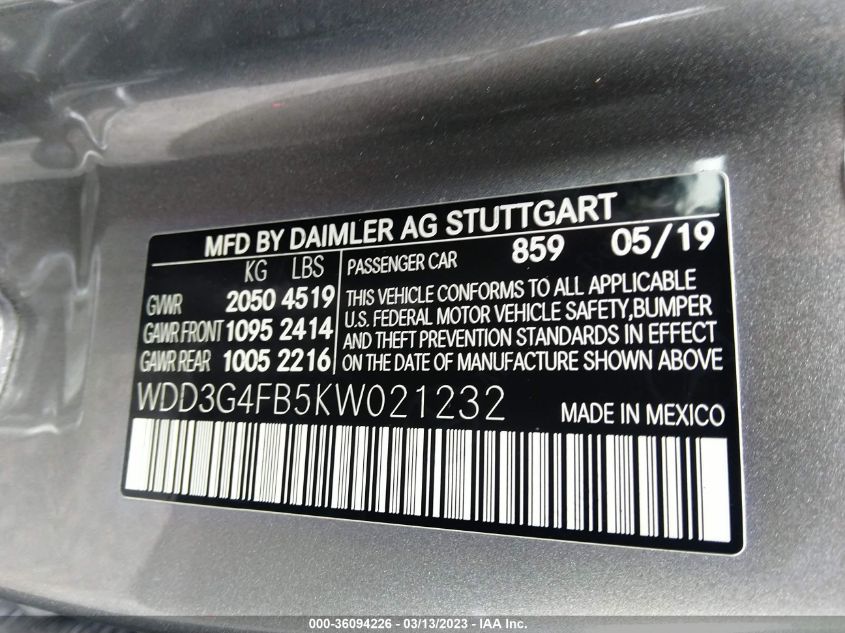 MFD BY DAIMLER AG STUTTGART
KG LBS
GVWR 2050 4519
GAWR FRONT 1095 2414
GAWR REAR 1005 2216
PASSENGER CAR 859 05/19
THIS VEHICLE CONFORMS TO ALL APPLICABLE
U.S. FEDERAL MOTOR VEHICLE SAFETY,BUMPER
AND THEFT PREVENTION STANDARDS IN EFFECT
ON THE DATE OF MANUFACTURE SHOWN ABOVE
WDD3G4FB5KW021232
MADE IN MEXICO
000-36094226 - 03/13/2023 - IAA Inc.